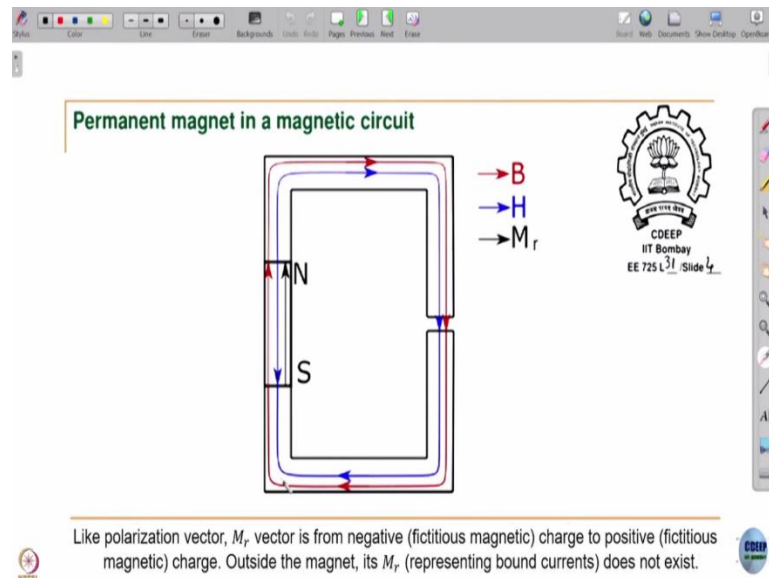 Stylus
Color
Line
Eraser
Backgrounds
Undo Redo
Pages Previous Next Erase
Board Web Documents Show Desktop OpenBoard
Permanent magnet in a magnetic circuit
B
H
M r
N
S
CDEEP
IIT Bombay
EE 725 L 31 /Slide 4
A
Like polarization vector, M r vector is from negative (fictitious magnetic) charge to positive (fictitious
magnetic) charge. Outside the magnet, its M r (representing bound currents) does not exist.
CDEEP